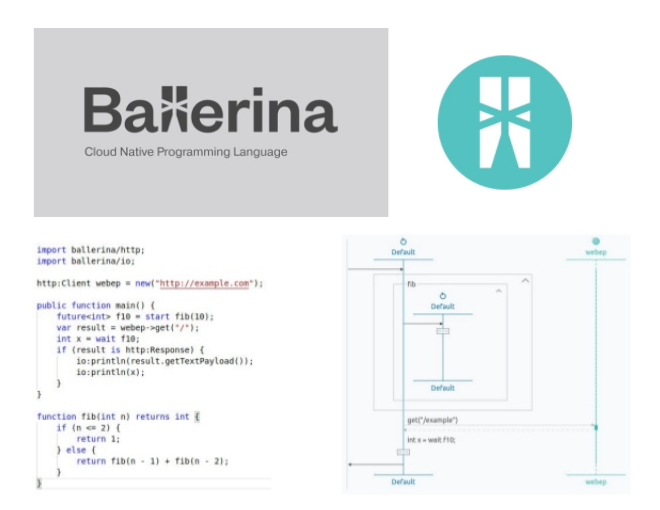 Ballerina
Cloud Native Programming Language
import ballerina/http;
import ballerina/io;
http:Client webep = new("http://example.com");
public function main() {
    future<int> f10 = start fib(10);
    var result = webep->get("/");
    int x = wait f10;
    if (result is http:Response) {
        io:println(result.getTextPayload());
        io:println(x);
    }
}
function fib(int n) returns int {
    if (n <= 2) {
        return 1;
    } else {
        return fib(n - 1) + fib(n - 2);
    }
}
Default
webep
fib
Default
Default
get("/example")
int x = wait f10;
Default
webep